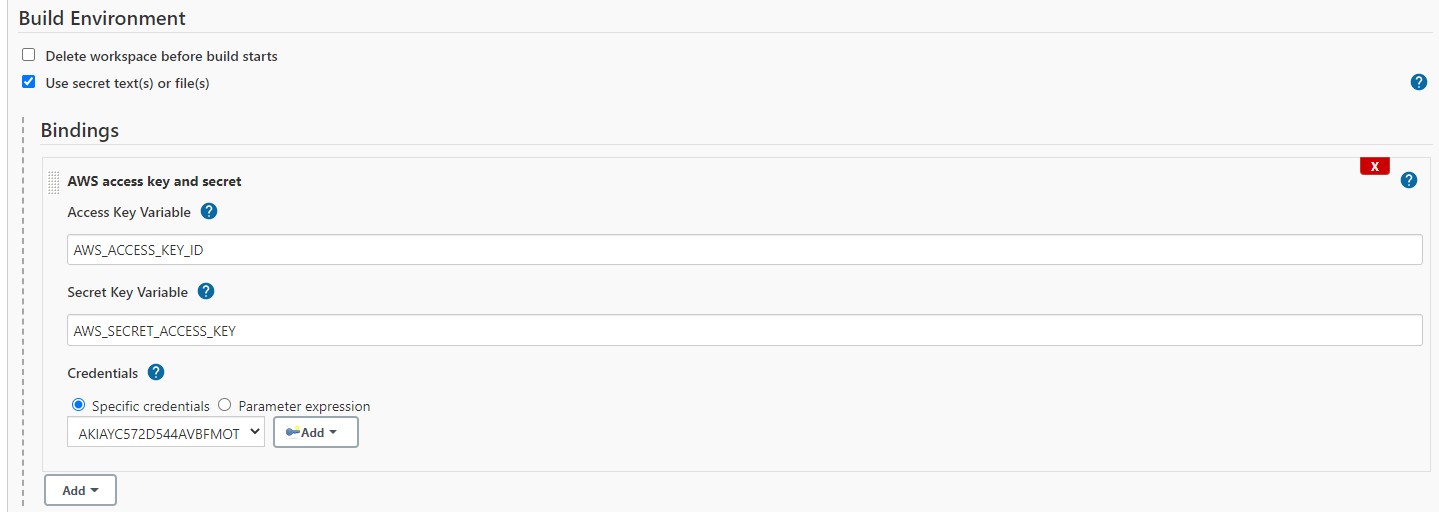 Build Environment
Delete workspace before build starts
Use secret text(s) or file(s)
?
Bindings
X
AWS access key and secret
?
Access Key Variable ?
AWS_ACCESS_KEY_ID
Secret Key Variable ?
AWS_SECRET_ACCESS_KEY
Credentials ?
Specific credentials Parameter expression
AKIAYC572D544AVBFMOT Add
Add